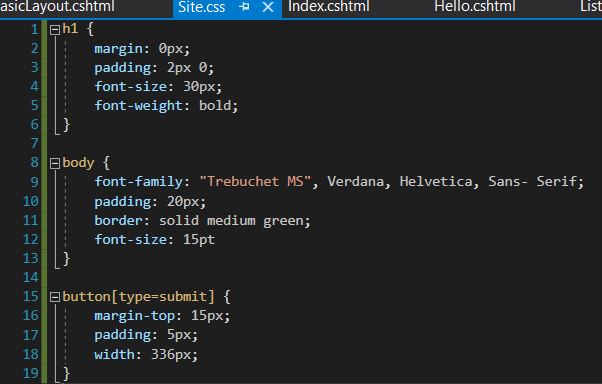 asicLayout.cshtml Site.css Index.cshtml Hello.cshtml List
1 h1 {
2 margin: 0px;
3 padding: 2px 0;
4 font-size: 30px;
5 font-weight: bold;
6 }
7
8 body {
9 font-family: "Trebuchet MS", Verdana, Helvetica, Sans- Serif;
10 padding: 20px;
11 border: solid medium green;
12 font-size: 15pt
13 }
14
15 button[type=submit] {
16 margin-top: 15px;
17 padding: 5px;
18 width: 336px;
19 }